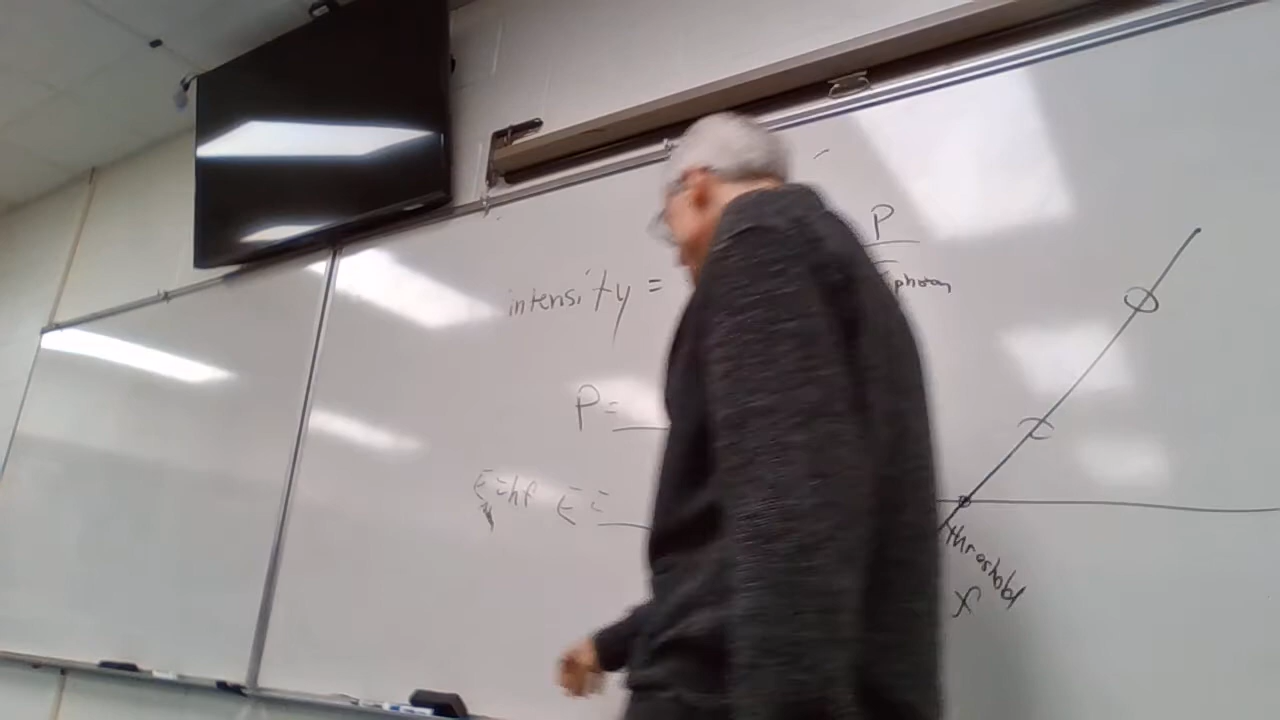 intensity =
P
photon
P=
E=hf E=
threshold
f